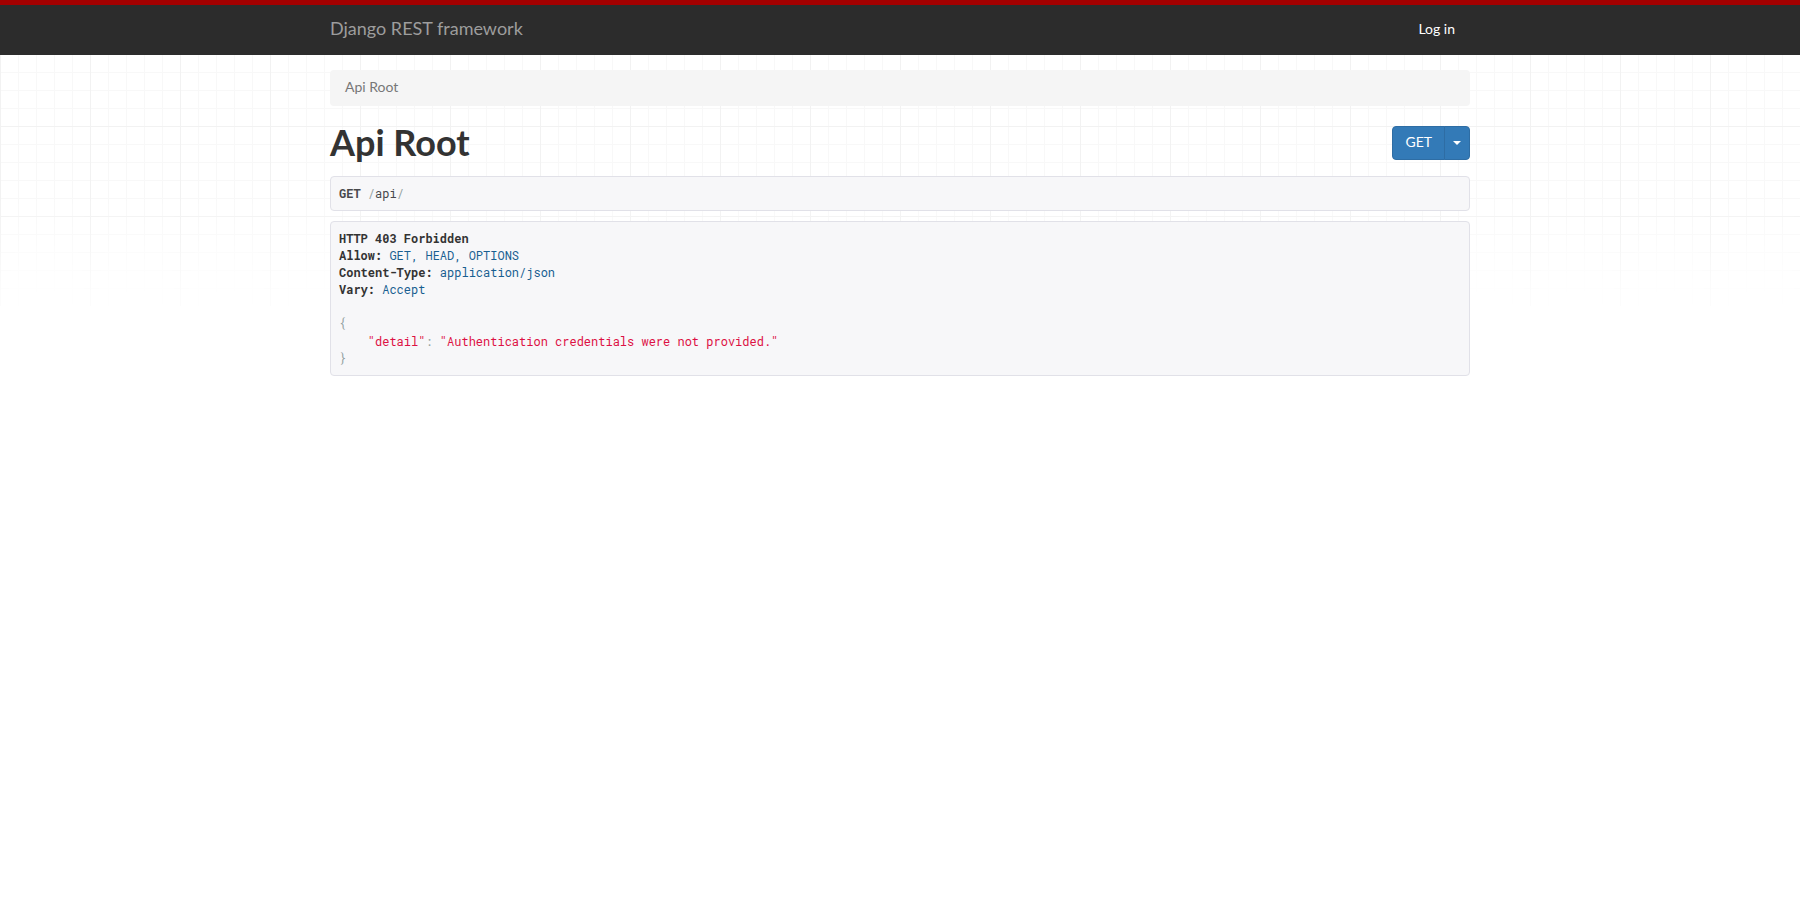 Django REST framework
Log in
Api Root
Api Root
GET
GET /api/
HTTP 403 Forbidden
Allow: GET, HEAD, OPTIONS
Content-Type: application/json
Vary: Accept
{
    "detail": "Authentication credentials were not provided."
}